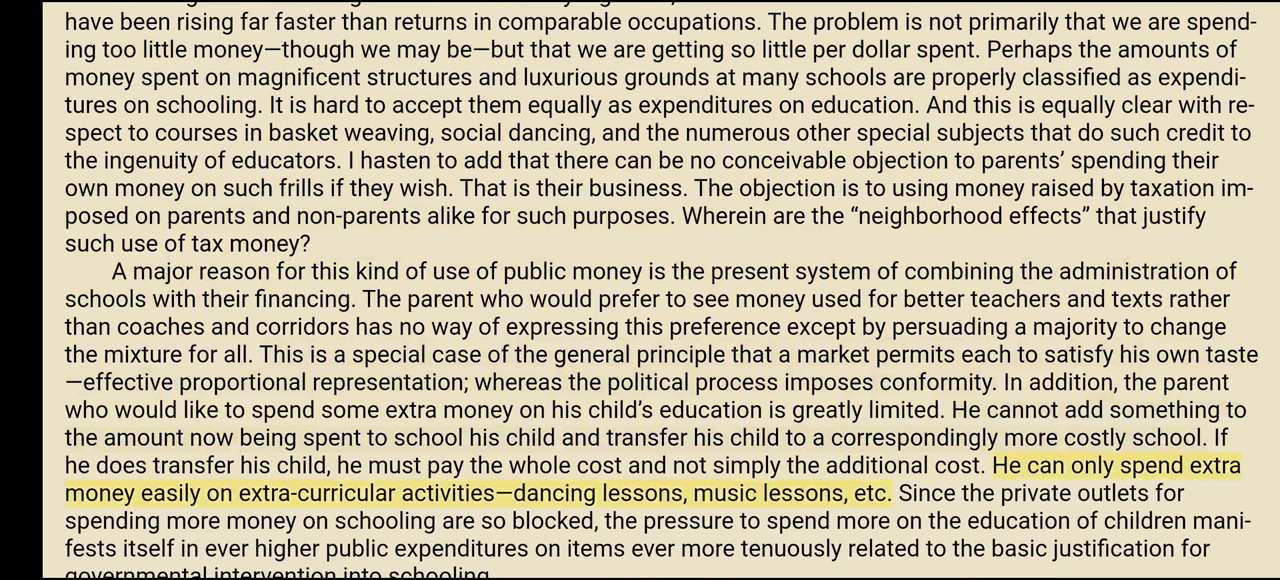 have been rising far faster than returns in comparable occupations. The problem is not primarily that we are spend-
ing too little money—though we may be—but that we are getting so little per dollar spent. Perhaps the amounts of
money spent on magnificent structures and luxurious grounds at many schools are properly classified as expendi-
tures on schooling. It is hard to accept them equally as expenditures on education. And this is equally clear with re-
spect to courses in basket weaving, social dancing, and the numerous other special subjects that do such credit to
the ingenuity of educators. I hasten to add that there can be no conceivable objection to parents’ spending their
own money on such frills if they wish. That is their business. The objection is to using money raised by taxation im-
posed on parents and non-parents alike for such purposes. Wherein are the “neighborhood effects” that justify
such use of tax money?
A major reason for this kind of use of public money is the present system of combining the administration of
schools with their financing. The parent who would prefer to see money used for better teachers and texts rather
than coaches and corridors has no way of expressing this preference except by persuading a majority to change
the mixture for all. This is a special case of the general principle that a market permits each to satisfy his own taste
—effective proportional representation; whereas the political process imposes conformity. In addition, the parent
who would like to spend some extra money on his child’s education is greatly limited. He cannot add something to
the amount now being spent to school his child and transfer his child to a correspondingly more costly school. If
he does transfer his child, he must pay the whole cost and not simply the additional cost. He can only spend extra
money easily on extra-curricular activities—dancing lessons, music lessons, etc. Since the private outlets for
spending more money on schooling are so blocked, the pressure to spend more on the education of children mani-
fests itself in ever higher public expenditures on items ever more tenuously related to the basic justification for
governmental intervention into schooling.